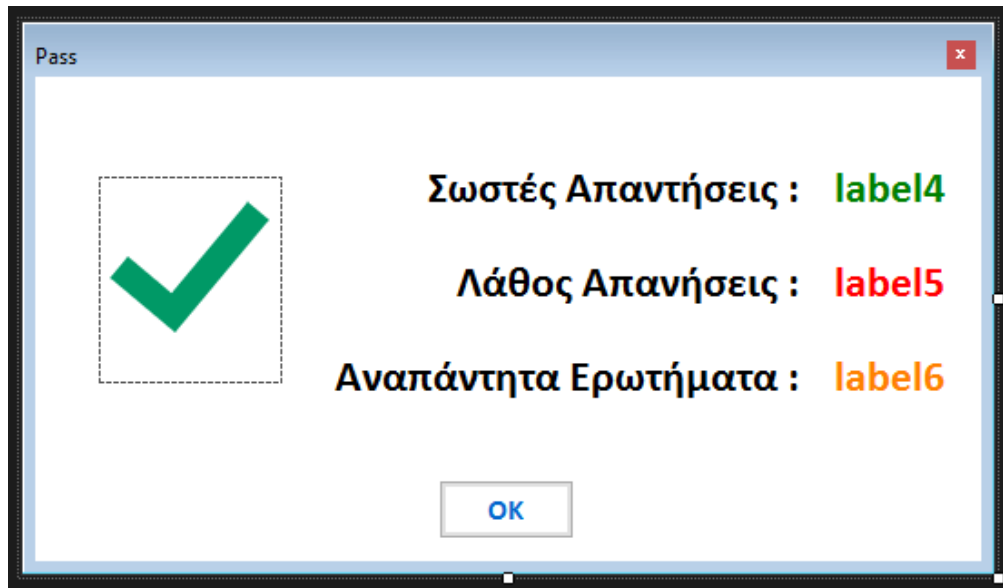 Pass
x
Σωστές Απαντήσεις : label4
Λάθος Απανήσεις : label5
Αναπάντητα Ερωτήματα : label6
OK